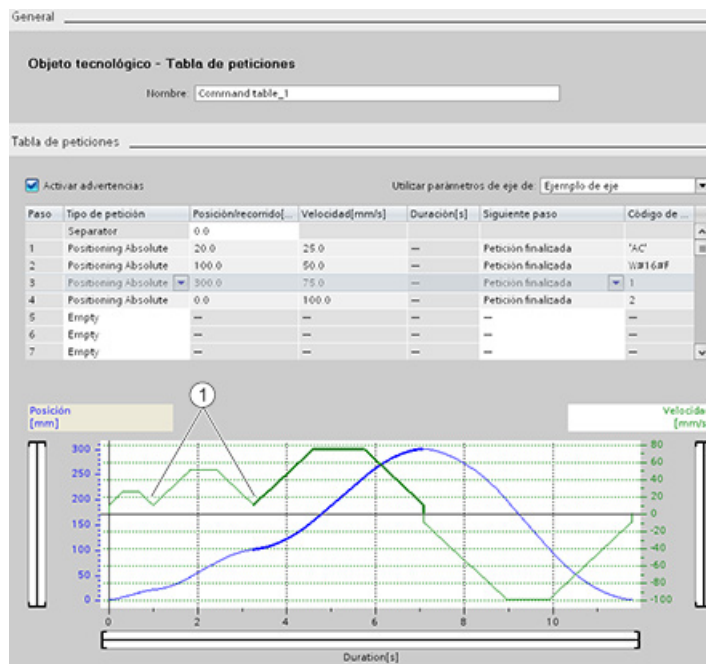 General
Objeto tecnológico - Tabla de peticiones
Nombre: Command table_1
Tabla de peticiones
Activar advertencias Utilizar parámetros de eje de: Ejemplo de eje
Paso Tipo de petición Posición/recorrido[... Velocidad[mm/s] Duración[s] Siguiente paso Código de ...
Separator 0.0
1 Positioning Absolute 20.0 25.0 — Petición finalizada 'AC'
2 Positioning Absolute 100.0 50.0 — Petición finalizada W#16#F
3 Positioning Absolute 300.0 75.0 — Petición finalizada 1
4 Positioning Absolute 0.0 100.0 — Petición finalizada 2
5 Empty — — — — —
6 Empty — — — — —
7 Empty — — — — —
1
Posición
[mm]
Velocida
[mm/s
300 80
250 60
200 40
150 20
100 0
50 -20
0 -40
-60
-80
-100
0 2 4 6 8 10
Duration[s]